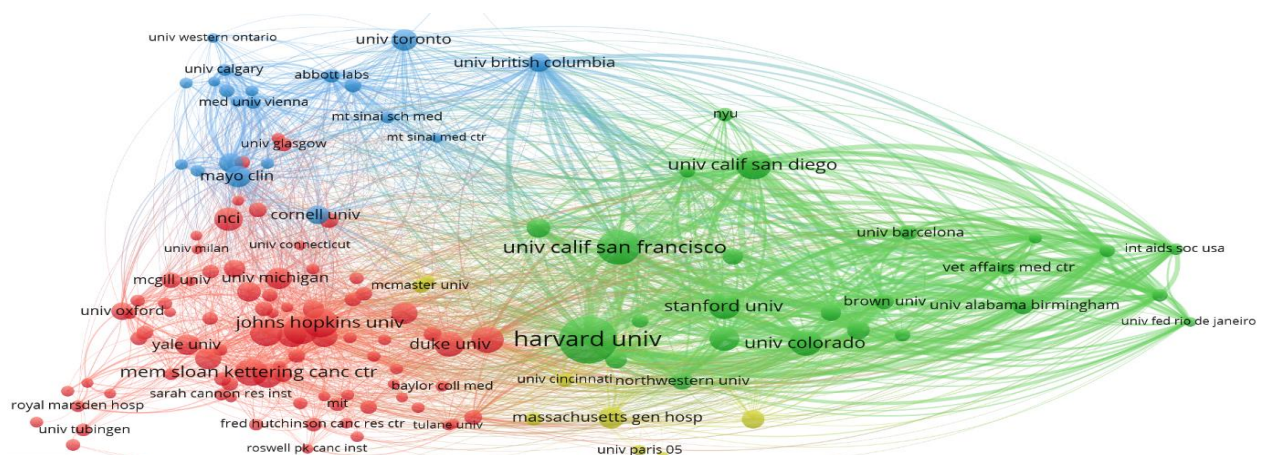 univ western ontario
univ toronto
univ british columbia
univ calgary
abbott labs
med univ vienna
nyu
mt sinai sch med
mt sinai med ctr
univ glasgow
univ calif san diego
mayo clin
nci
cornell univ
univ barcelona
univ milan
univ connecticut
univ calif san francisco
int aids soc usa
vet affairs med ctr
mcgill univ
univ michigan
mcmaster univ
stanford univ
brown univ
univ alabama birmingham
univ oxford
johns hopkins univ
univ fed rio de janeiro
harvard univ
yale univ
duke univ
univ colorado
mem sloan kettering canc ctr
univ cincinnati
northwestern univ
baylor coll med
sarah cannon res inst
royal marsden hosp
mit
massachusetts gen hosp
fred hutchinson canc res ctr
tulane univ
univ tubingen
roswell pk canc inst
univ paris 05